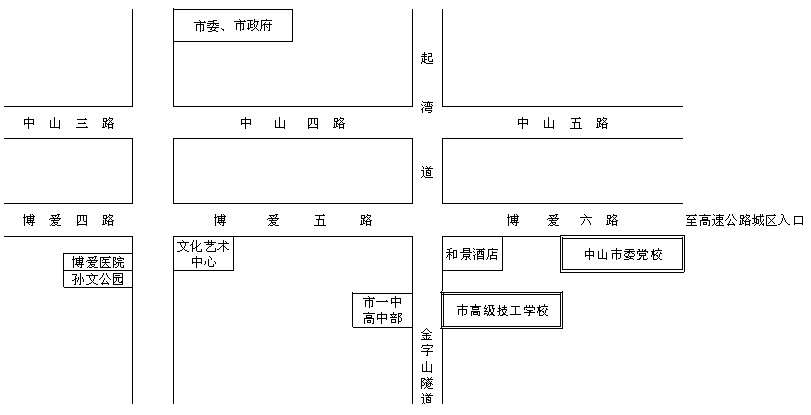 市委、市政府
起湾道
中山三路
中山四路
中山五路
博爱四路
博爱五路
博爱六路
至高速公路城区入口
文化艺术
中心
和景酒店
中山市委党校
博爱医院
孙文公园
市一中
高中部
市高级技工学校
金字山隧道